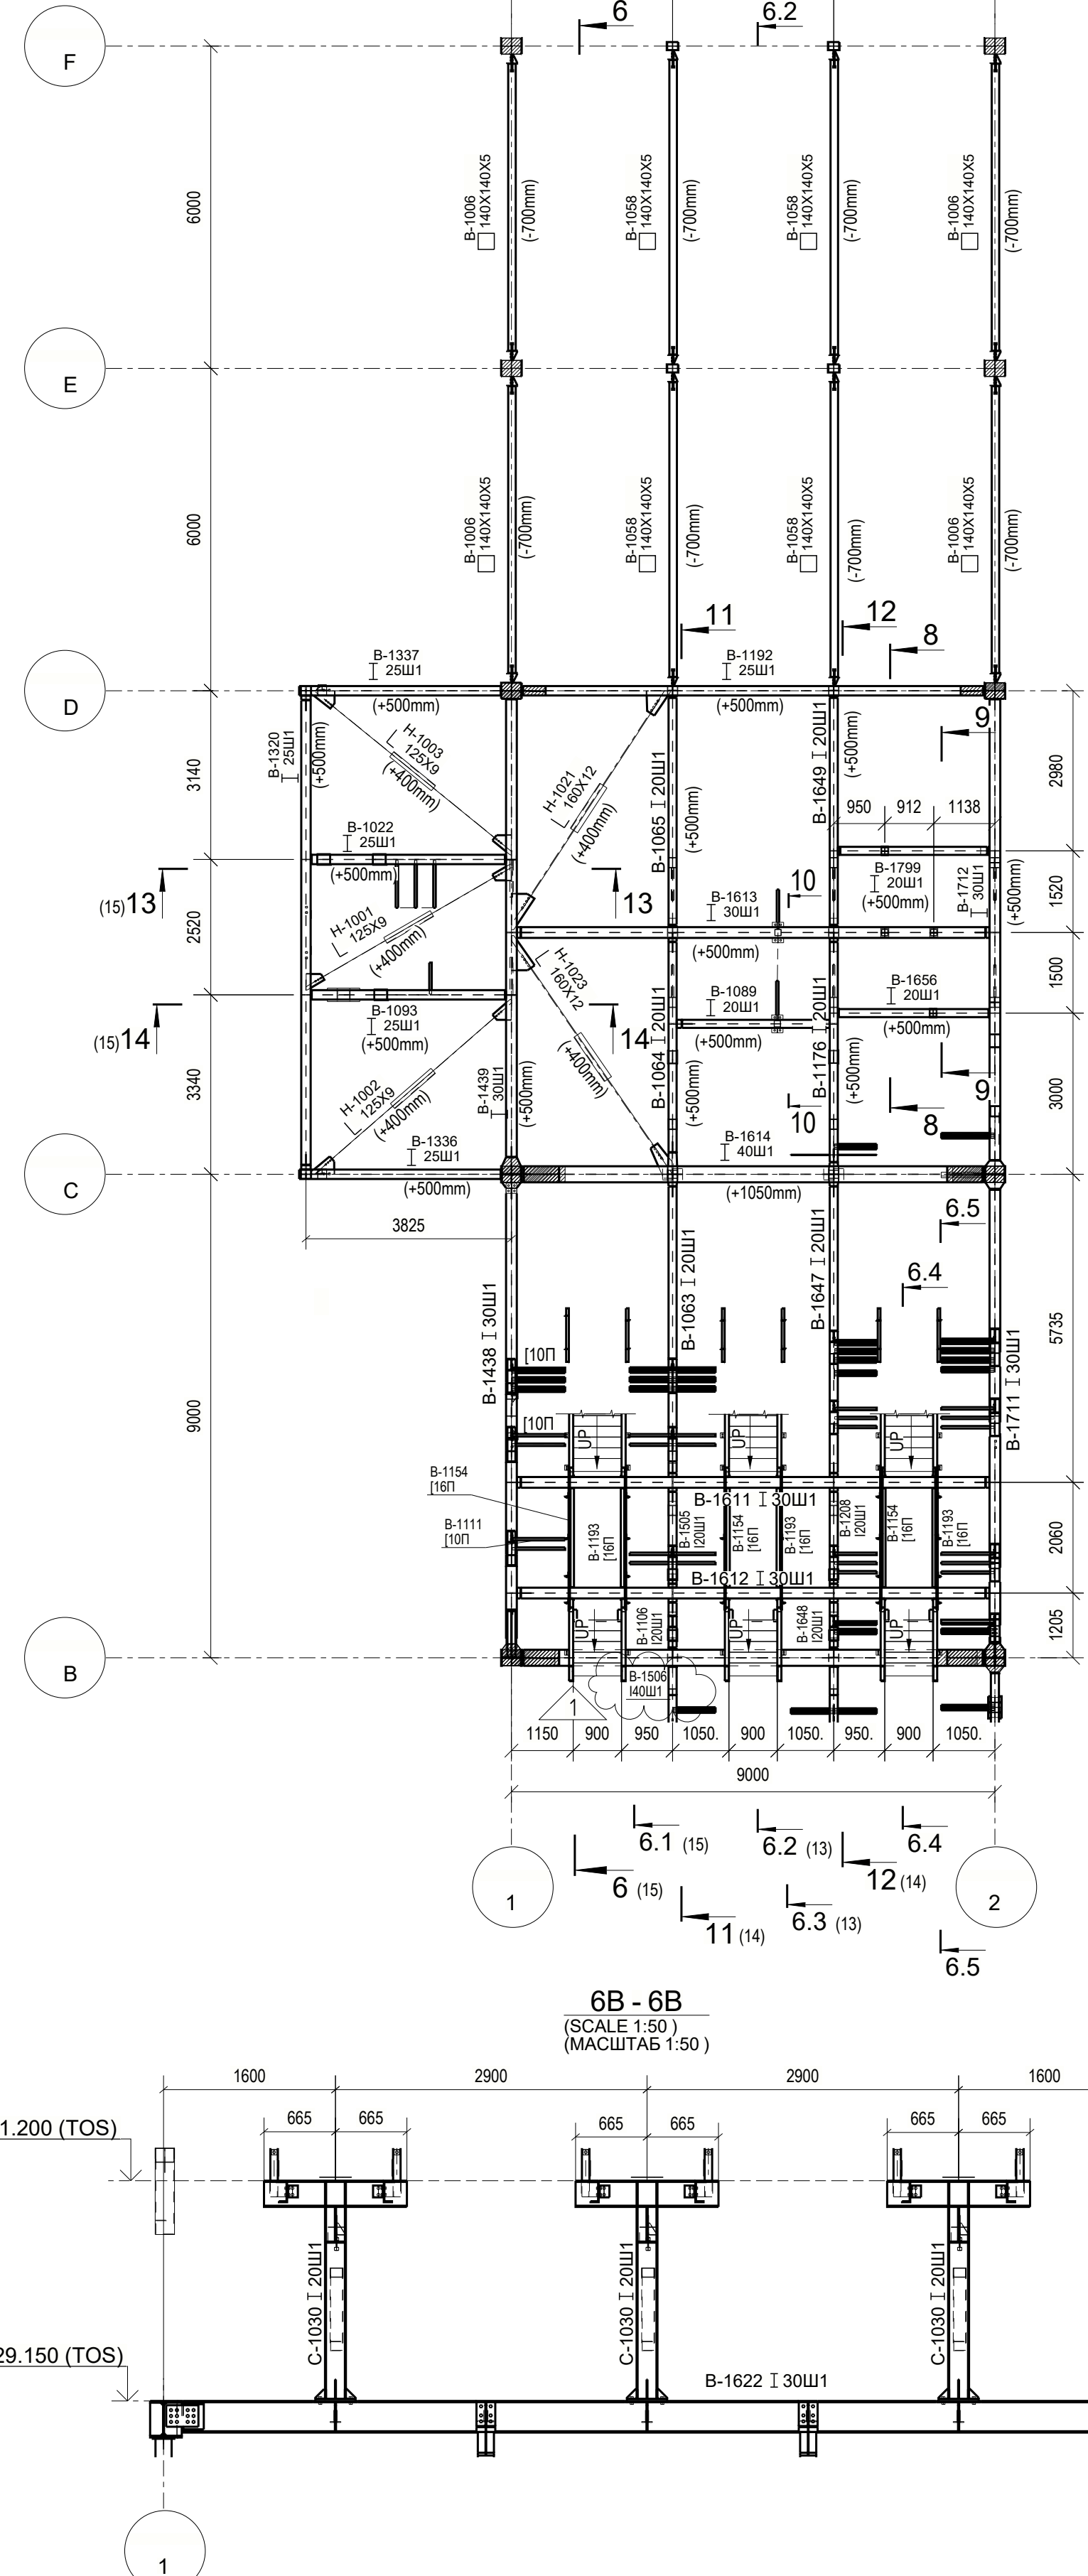 6
6.2
F
6000
B-1006
140X140X5
(-700mm)
B-1058
140X140X5
(-700mm)
B-1058
140X140X5
(-700mm)
B-1006
140X140X5
(-700mm)
E
6000
B-1006
140X140X5
(-700mm)
B-1058
140X140X5
(-700mm)
B-1058
140X140X5
(-700mm)
B-1006
140X140X5
(-700mm)
11
12
8
B-1337
25Ш1
(+500mm)
B-1192
25Ш1
(+500mm)
D
9
B-1320
25Ш1
(+500mm)
H-1003
125X9
(+400mm)
H-1021
160X12
(+400mm)
B-1065 I 20Ш1
(+500mm)
B-1649 I 20Ш1
(+500mm)
3140
2980
950
912
1138
B-1022
25Ш1
(+500mm)
B-1799
20Ш1
(+500mm)
B-1712
30Ш1
(+500mm)
1520
(15)13
13
10
2520
H-1001
125X9
(+400mm)
B-1613
30Ш1
(+500mm)
H-1023
160X12
(+400mm)
1500
B-1089
20Ш1
(+500mm)
B-1656
20Ш1
(+500mm)
B-1093
25Ш1
(+500mm)
(15)14
14
B-1064 I 20Ш1
(+500mm)
B-1176 I 20Ш1
(+500mm)
3340
H-1002
125X9
(+400mm)
B-1439
30Ш1
(+500mm)
9
8
10
3000
B-1336
25Ш1
(+500mm)
B-1614
40Ш1
(+1050mm)
C
3825
6.5
6.4
B-1438 I 30Ш1
B-1063 I 20Ш1
B-1647 I 20Ш1
B-1711 I 30Ш1
5735
9000
[10П
[10П
UP
UP
UP
B-1154
[16П
B-1111
[10П
B-1611 I 30Ш1
B-1193
[16П
B-1505
I20Ш1
B-1154
[16П
B-1193
[16П
B-1208
I20Ш1
B-1154
[16П
B-1193
[16П
2060
B-1612 I 30Ш1
UP
B-1106
I20Ш1
UP
B-1648
I20Ш1
UP
1205
B
B-1506
I40Ш1
1
1150
900
950
1050.
900
1050.
950.
900
1050.
9000
6.1 (15)
6.2 (13)
6.4
6 (15)
12 (14)
1
2
11 (14)
6.3 (13)
6.5
6B - 6B
(SCALE 1:50 )
(МАСШТАБ 1:50 )
1600
2900
2900
1600
665
665
665
665
665
665
1.200 (TOS)
C-1030 I 20Ш1
C-1030 I 20Ш1
C-1030 I 20Ш1
29.150 (TOS)
B-1622 I 30Ш1
1